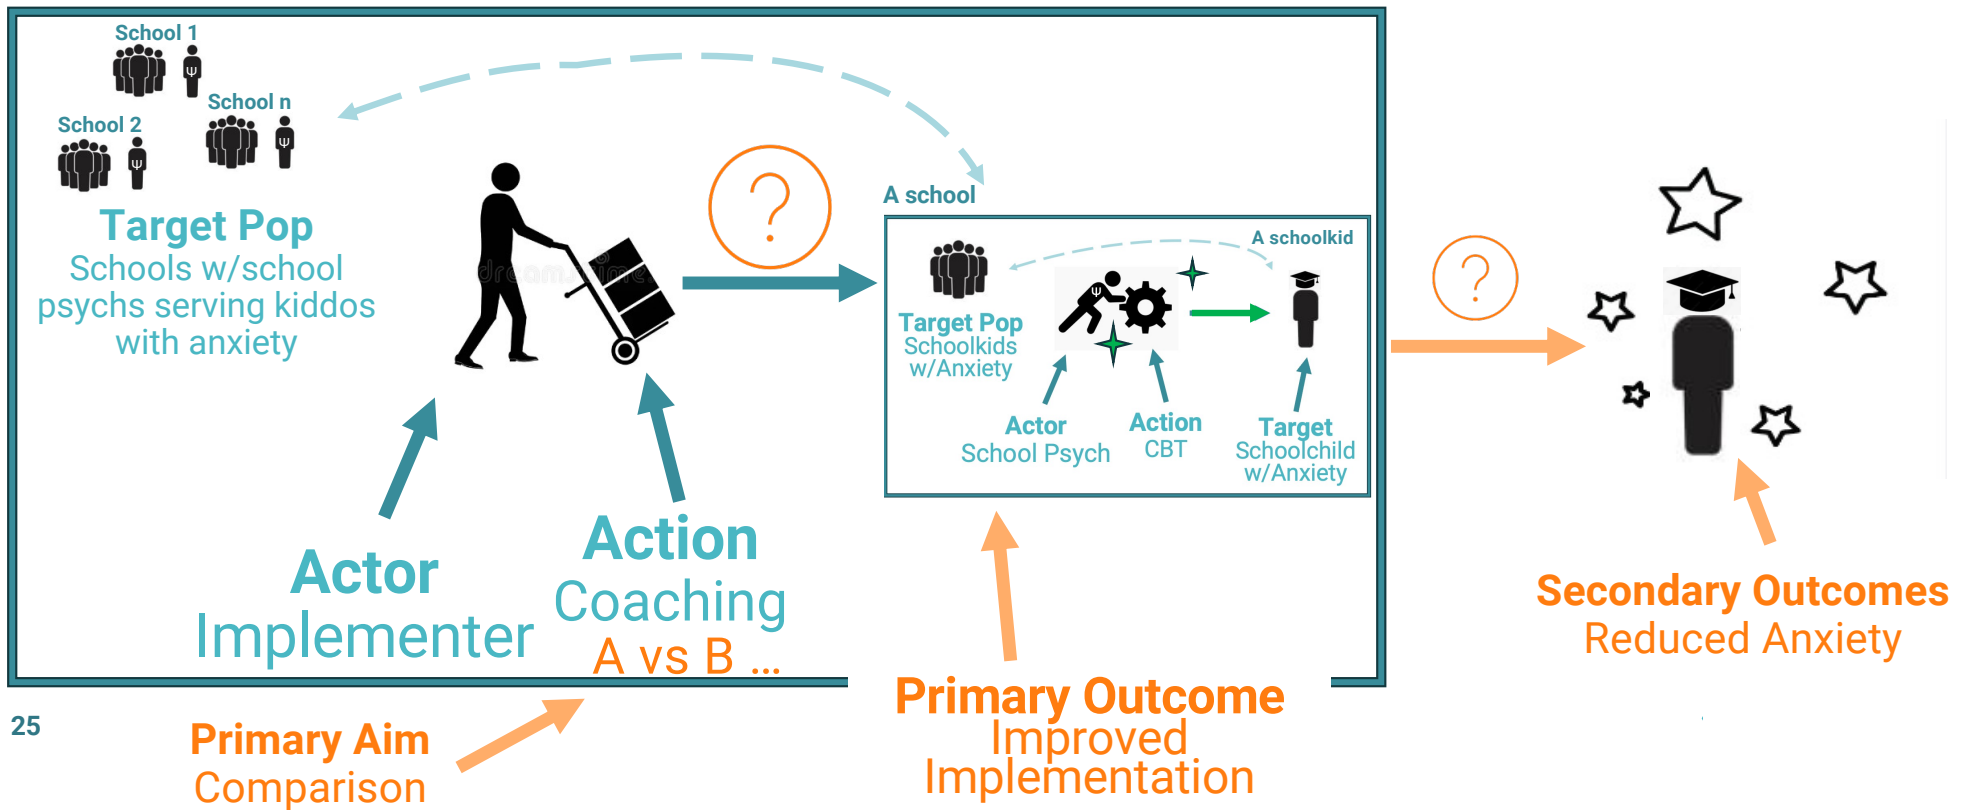 School 1
School n
School 2
Target Pop
Schools w/school
psychs serving kiddos
with anxiety
Actor
Implementer
Action
Coaching
A vs B ...
?
A school
A schoolkid
Target Pop
Schoolkids
w/Anxiety
Ψ
Ψ
Ψ
Ψ
Actor
School Psych
Action
CBT
Target
Schoolchild
w/Anxiety
?
Primary Aim
Comparison
Primary Outcome
Improved
Implementation
Secondary Outcomes
Reduced Anxiety
25